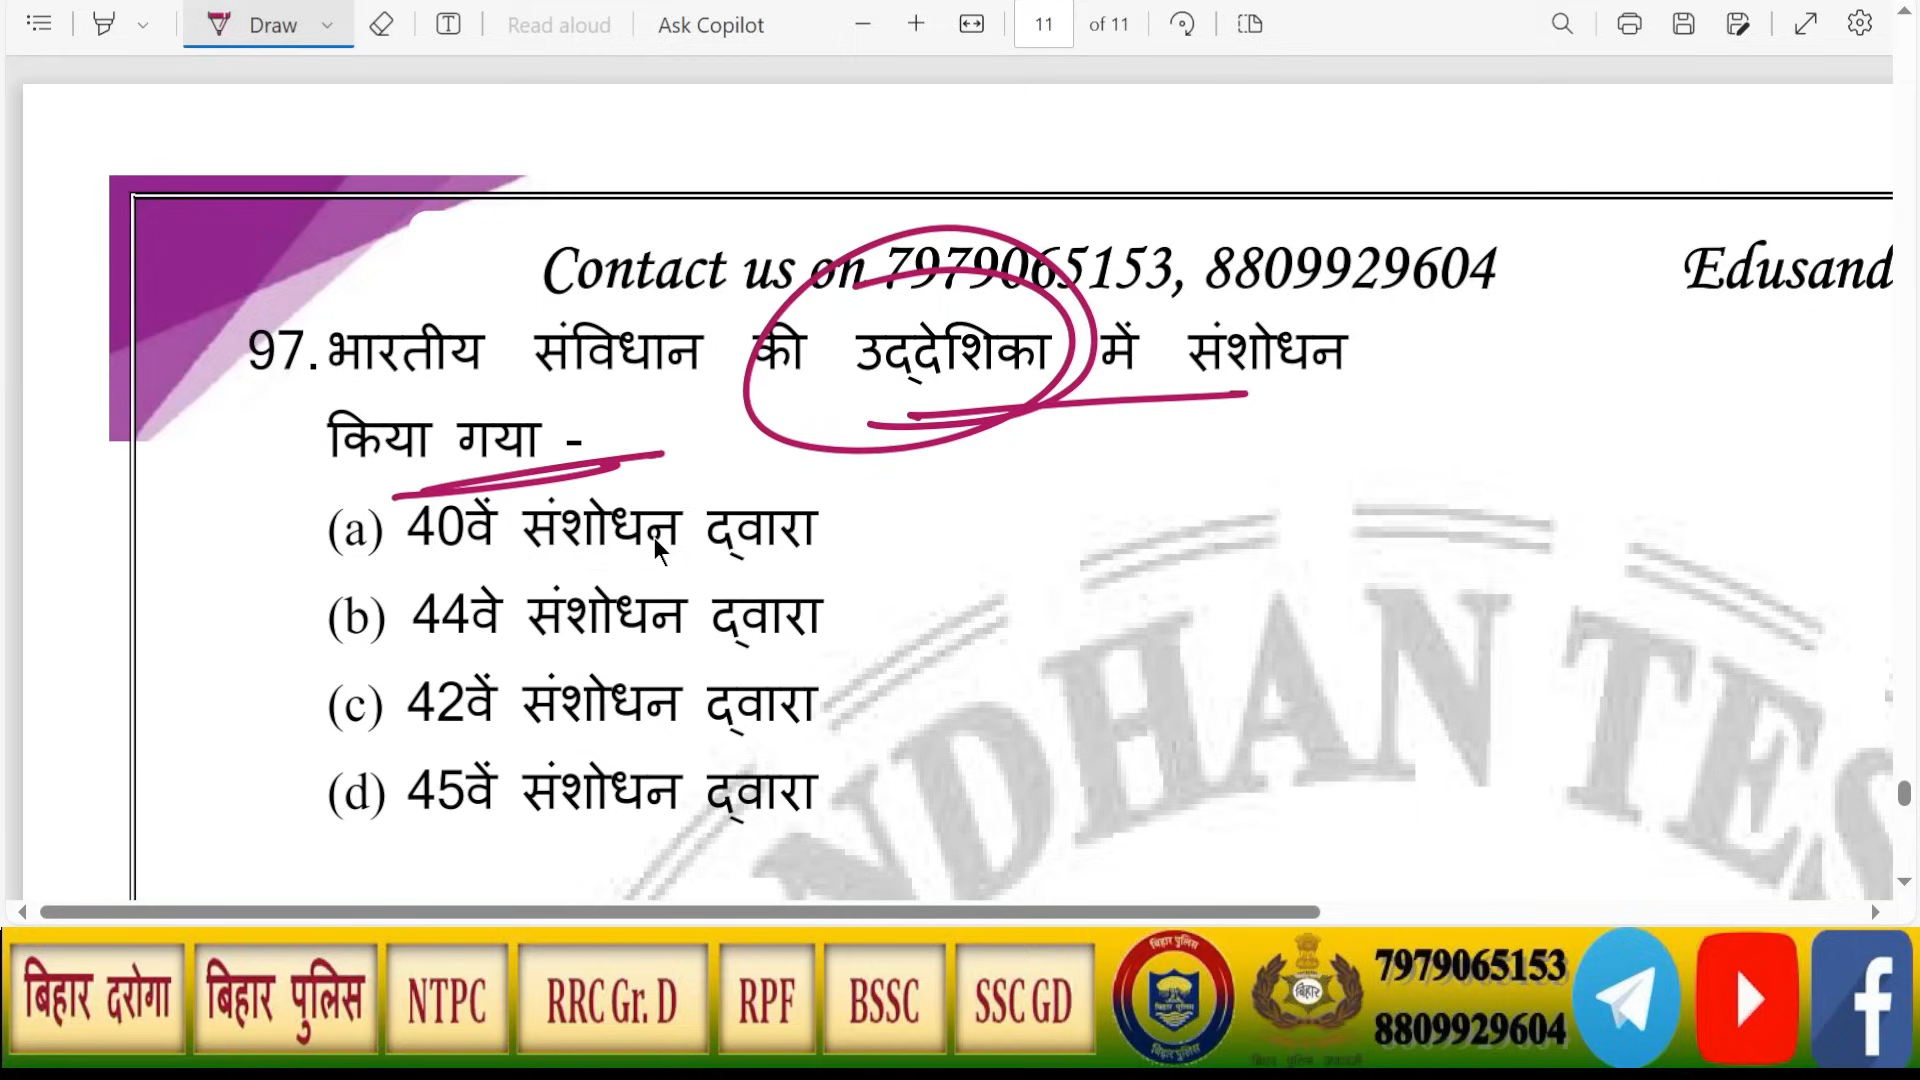 Draw
Read aloud
Ask Copilot
11
of 11
Contact us on 7979065153, 8809929604
Edusand
97. भारतीय संविधान की उद्देशिका में संशोधन
किया गया -
(a) 40वें संशोधन द्वारा
(b) 44वे संशोधन द्वारा
(c) 42वें संशोधन द्वारा
(d) 45वें संशोधन द्वारा
NDHAN TES
बिहार दरोगा
बिहार पुलिस
NTPC
RRC Gr. D
RPF
BSSC
SSC GD
बिहार पुलिस
बिहार पुलिस
बिहार
7979065153
8809929604